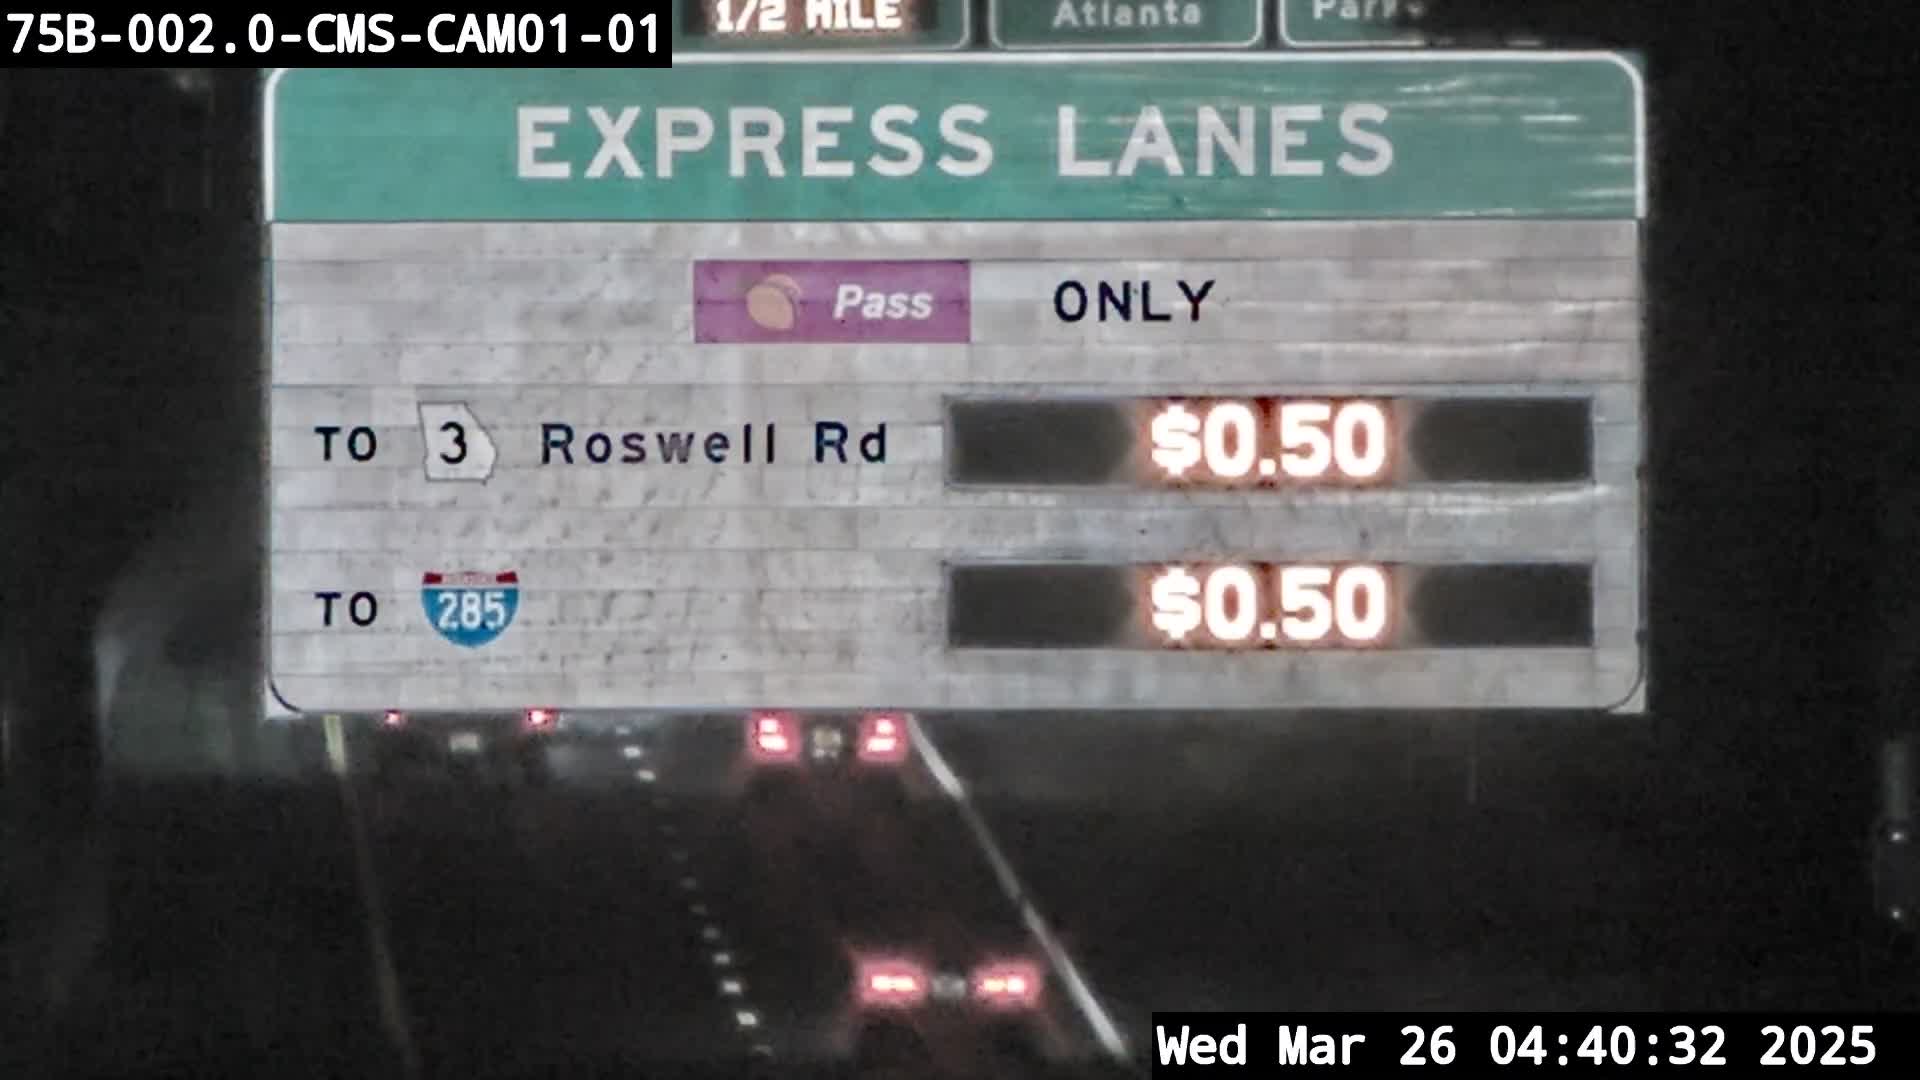 75B-002.0-CMS-CAM01-01
1/2 MILE
Atlanta
EXPRESS LANES
Pass ONLY
TO 3 Roswell Rd $0.50
TO 285 $0.50
Wed Mar 26 04:40:32 2025